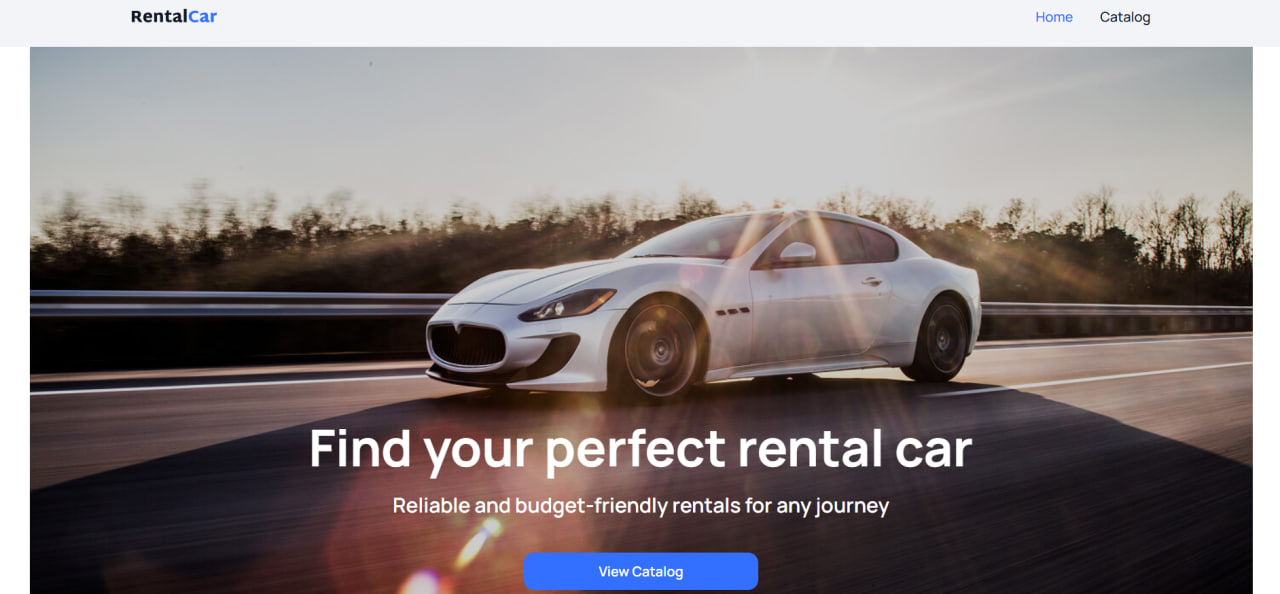 RentalCar
Home
Catalog
Find your perfect rental car
Reliable and budget-friendly rentals for any journey
View Catalog